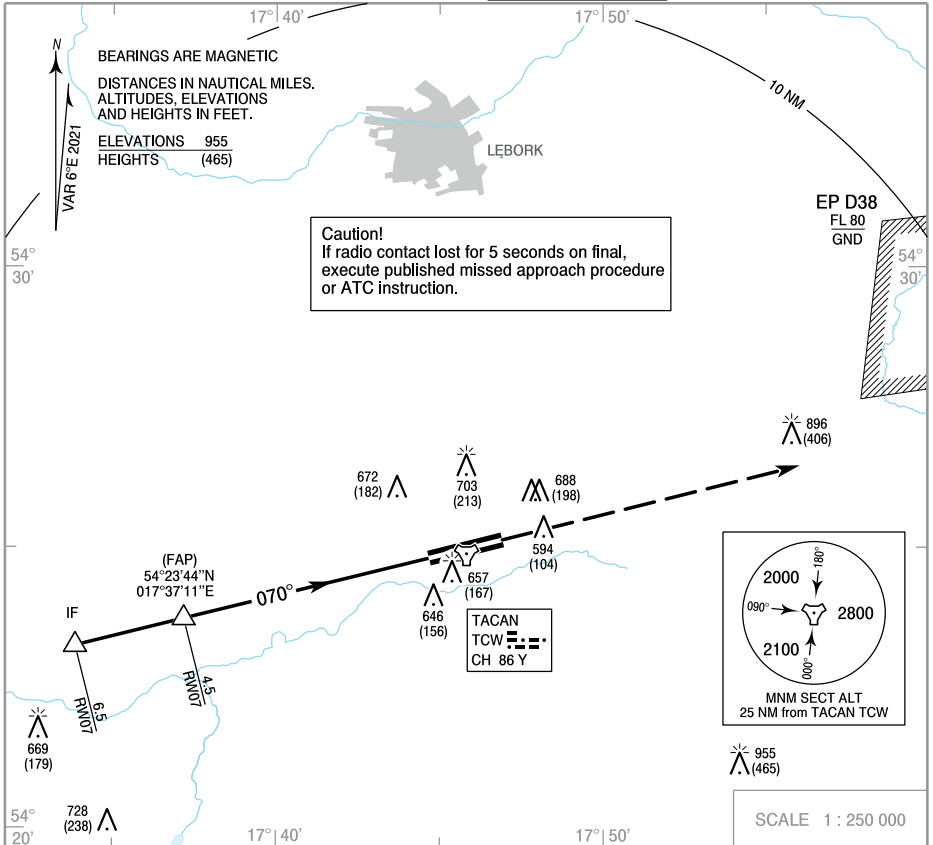 17° 40'
17° 50'
N
VAR 6°E 2021
BEARINGS ARE MAGNETIC
DISTANCES IN NAUTICAL MILES.
ALTITUDES, ELEVATIONS
AND HEIGHTS IN FEET.
ELEVATIONS 955
HEIGHTS (465)
10 NM
LĘBORK
EP D38
FL 80
GND
54°
30'
54°
30'
Caution!
If radio contact lost for 5 seconds on final,
execute published missed approach procedure
or ATC instruction.
896
(406)
672
(182)
703
(213)
688
(198)
594
(104)
(FAP)
54°23'44"N
017°37'11"E
IF
070°
657
(167)
646
(156)
TACAN
TCW
CH 86 Y
6.5
RW07
4.5
RW07
2000
180°
090°
2800
2100
000°
MNM SECT ALT
25 NM from TACAN TCW
669
(179)
955
(465)
728
(238)
54°
20'
17° 40'
17° 50'
SCALE 1 : 250 000